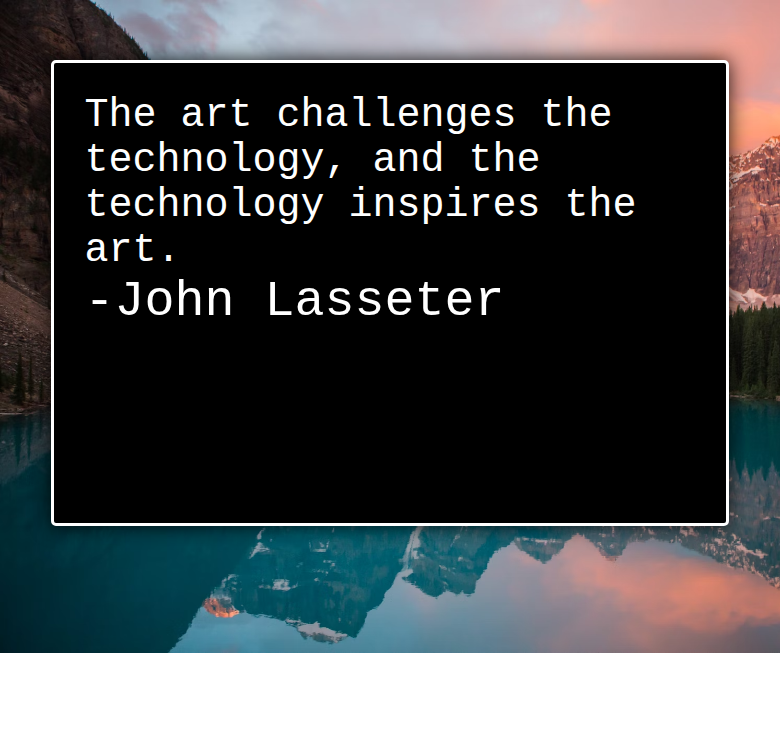 The art challenges the
technology, and the
technology inspires the
art.
-John Lasseter